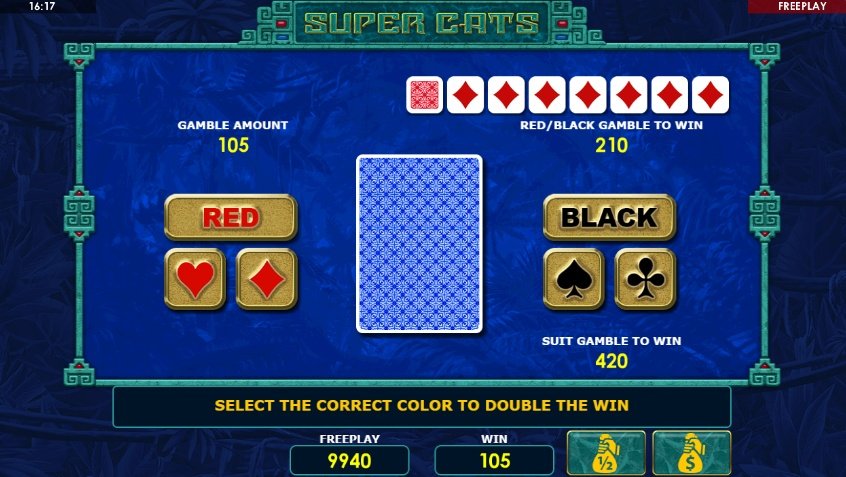 16:17
FREEPLAY
SUPER CATS
GAMBLE AMOUNT
105
RED/BLACK GAMBLE TO WIN
210
RED
BLACK
SUIT GAMBLE TO WIN
420
SELECT THE CORRECT COLOR TO DOUBLE THE WIN
FREEPLAY
9940
WIN
105
1/2
$